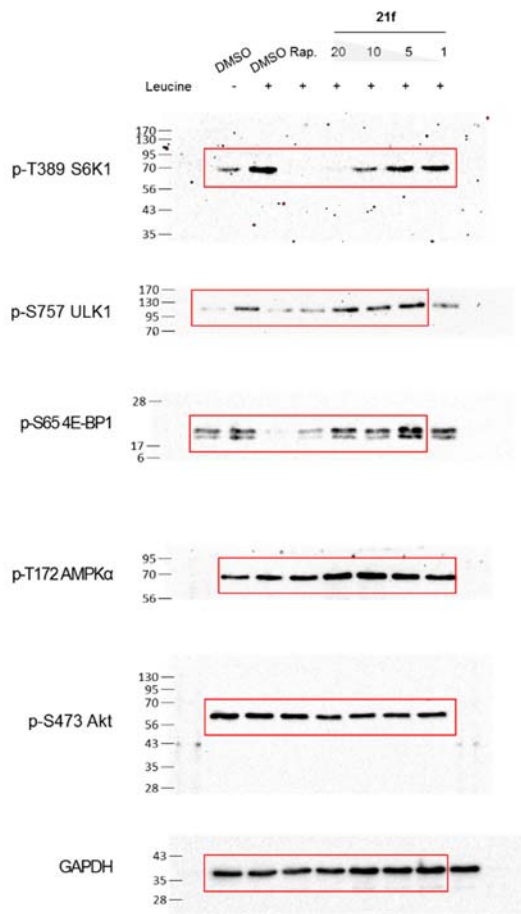 21f
DMSO DMSO Rap. 20 10 5 1
Leucine - + + + + + +
170
130
95
p-T389 S6K1 70
56
43
35
170
p-S757 ULK1 130
95
70
28
p-S65 4E-BP1
17
6
95
p-T172 AMPKα 70
56
130
95
70
p-S473 Akt 56
43
35
28
GAPDH 43
35
28